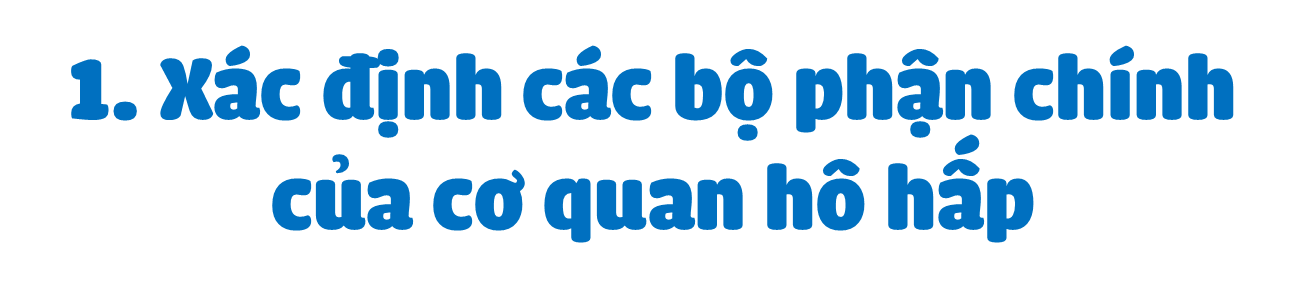 1. Xác định các bộ phận chính
của cơ quan hô hấp